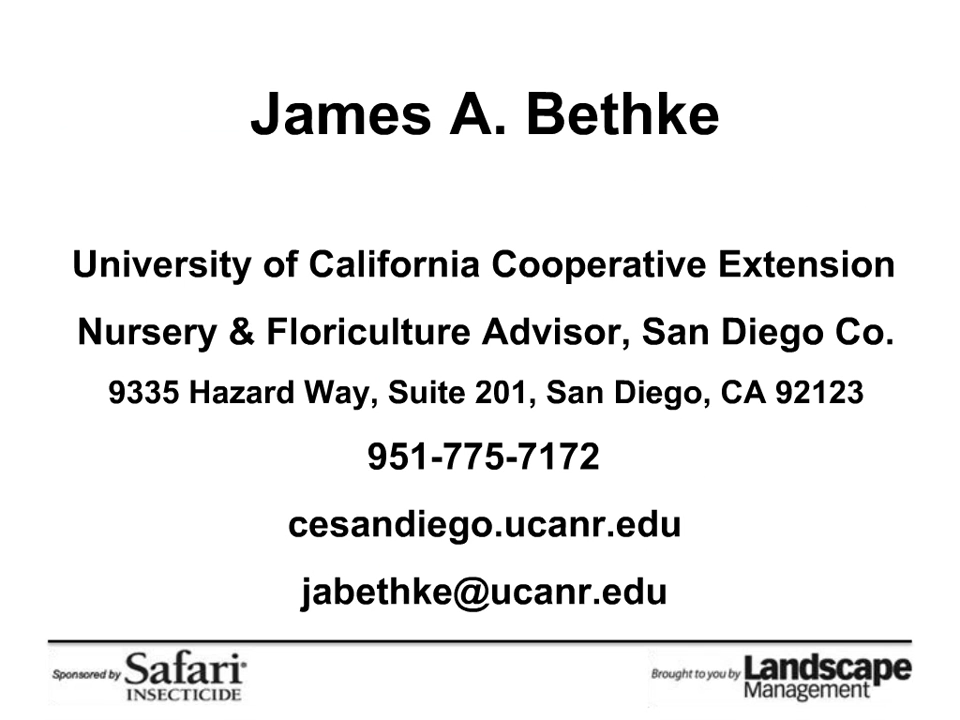 James A. Bethke
University of California Cooperative Extension
Nursery & Floriculture Advisor, San Diego Co.
9335 Hazard Way, Suite 201, San Diego, CA 92123
951-775-7172
cesandiego.ucanr.edu
jabethke@ucanr.edu
Sponsored by Safari®
INSECTICIDE
Brought to you by Landscape
Management